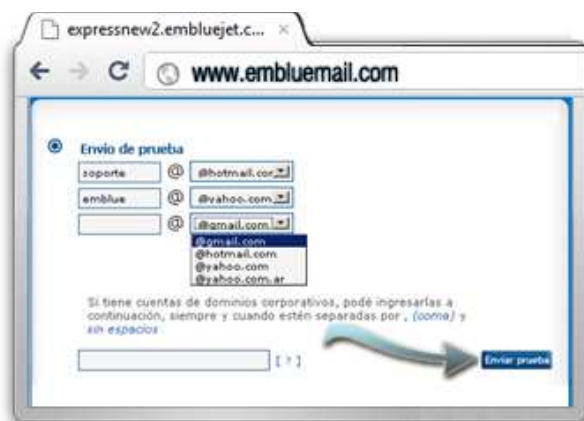 expressnew2.embluejet.c...
www.embluemail.com
Envío de prueba
soporte @ @hotmail.cor
emblue @ @yahoo.com
@ @gmail.com
@gmail.com
@hotmail.com
@yahoo.com
@yahoo.com.ar
Si tiene cuentas de dominios corporativos, podé ingresarlas a
continuación, siempre y cuando estén separadas por , (coma) y
sin espacios
[ ? ] Enviar prueba